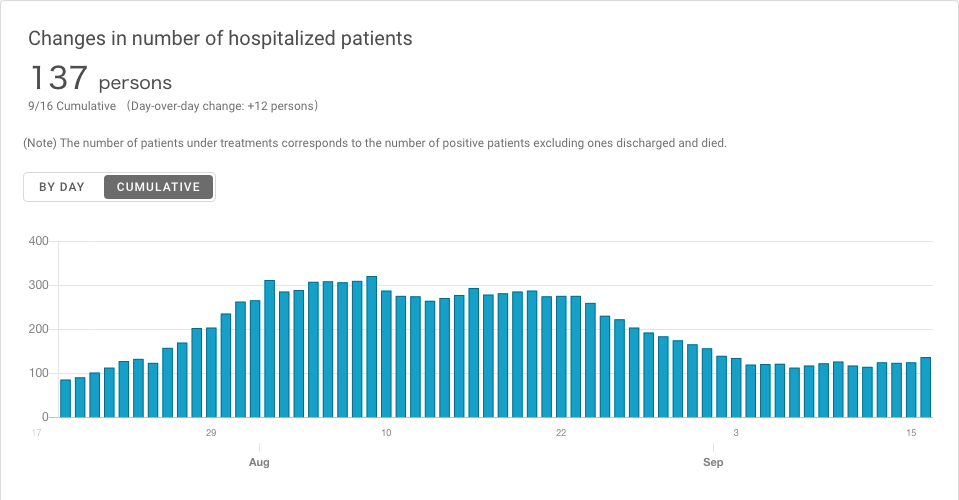 Changes in number of hospitalized patients
137 persons
9/16 Cumulative （Day-over-day change: +12 persons）
(Note) The number of patients under treatments corresponds to the number of positive patients excluding ones discharged and died.
BY DAY CUMULATIVE
400
300
200
100
0
17 29 10 22 3 15
Aug Sep